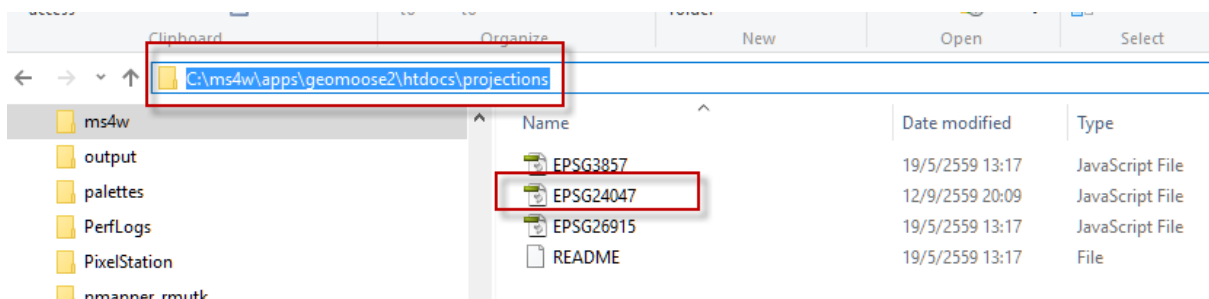 Clipboard Organize New Open Select
C:\ms4w\apps\geomoose2\htdocs\projections
ms4w
output
palettes
PerfLogs
PixelStation
Name Date modified Type
EPSG3857 19/5/2559 13:17 JavaScript File
EPSG24047 12/9/2559 20:09 JavaScript File
EPSG26915 19/5/2559 13:17 JavaScript File
README 19/5/2559 13:17 File